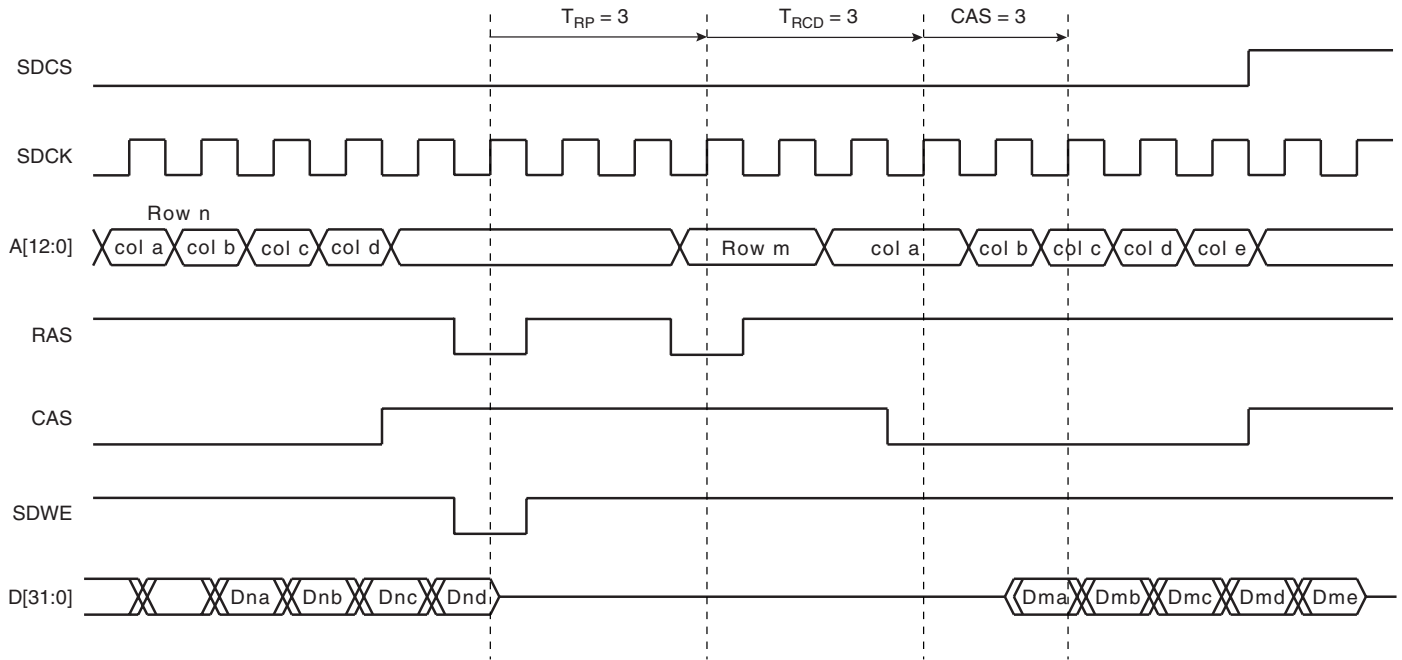 T_RP = 3 T_RCD = 3 CAS = 3
SDCS
SDCK
Row n
A[12:0] col a col b col c col d Row m col a col b col c col d col e
RAS
CAS
SDWE
D[31:0] Dna Dnb Dnc Dnd Dma Dmb Dmc Dmd Dme